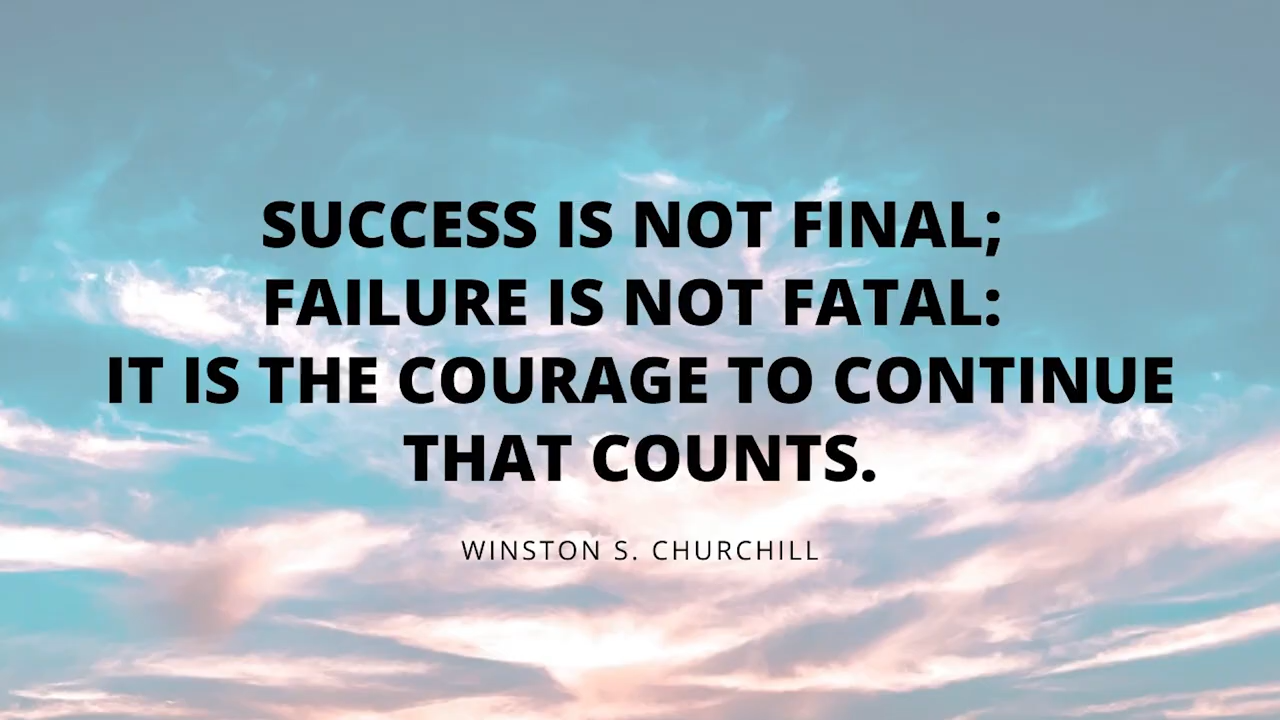 SUCCESS IS NOT FINAL;
FAILURE IS NOT FATAL:
IT IS THE COURAGE TO CONTINUE
THAT COUNTS.
WINSTON S. CHURCHILL